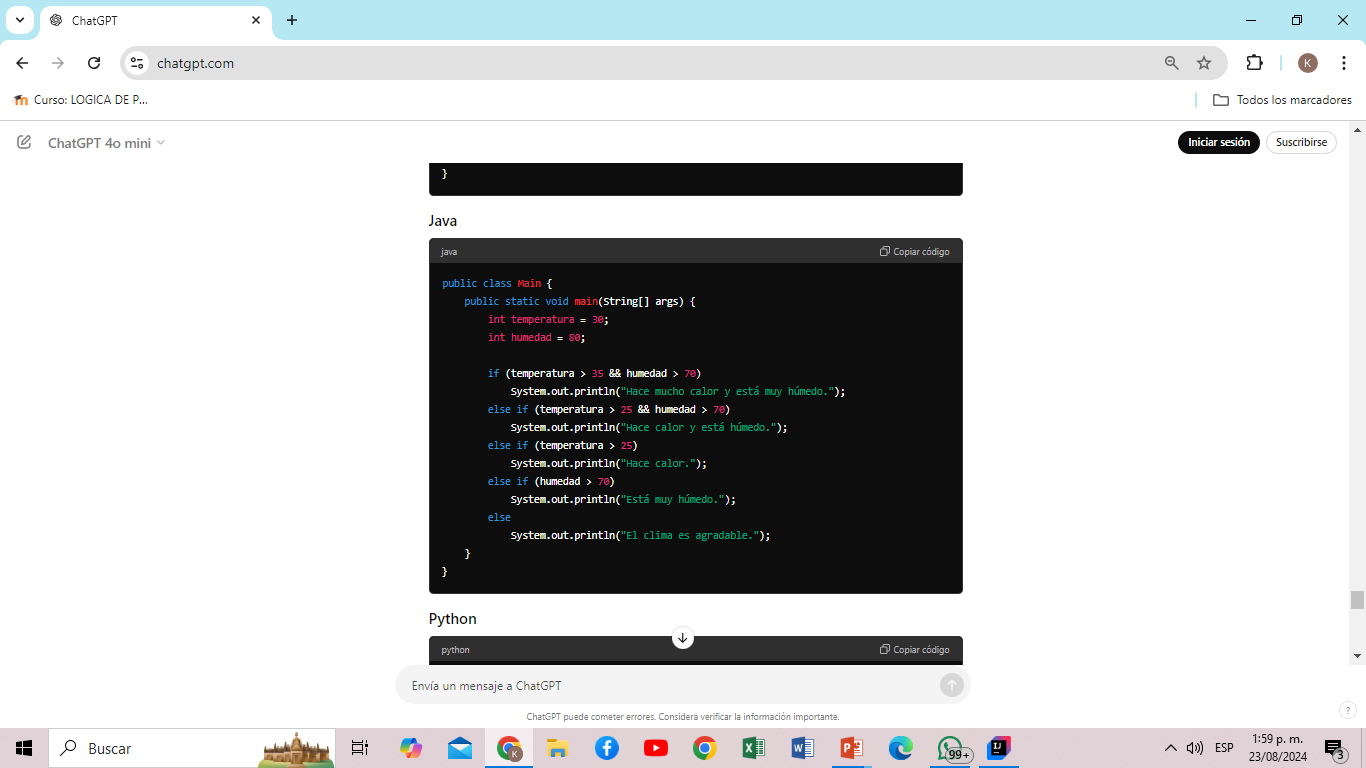 ChatGPT
chatgpt.com
K
Curso: LOGICA DE P...
Todos los marcadores
ChatGPT 4o mini
Iniciar sesión
Suscribirse
}
Java
java
Copiar código
public class Main {
    public static void main(String[] args) {
        int temperatura = 30;
        int humedad = 80;
        if (temperatura > 35 && humedad > 70)
            System.out.println("Hace mucho calor y está muy húmedo.");
        else if (temperatura > 25 && humedad > 70)
            System.out.println("Hace calor y está húmedo.");
        else if (temperatura > 25)
            System.out.println("Hace calor.");
        else if (humedad > 70)
            System.out.println("Está muy húmedo.");
        else
            System.out.println("El clima es agradable.");
    }
}
Python
python
Copiar código
Envía un mensaje a ChatGPT
ChatGPT puede cometer errores. Considera verificar la información importante.
?
Buscar
K
99+
ESP
1:59 p. m.
23/08/2024
3